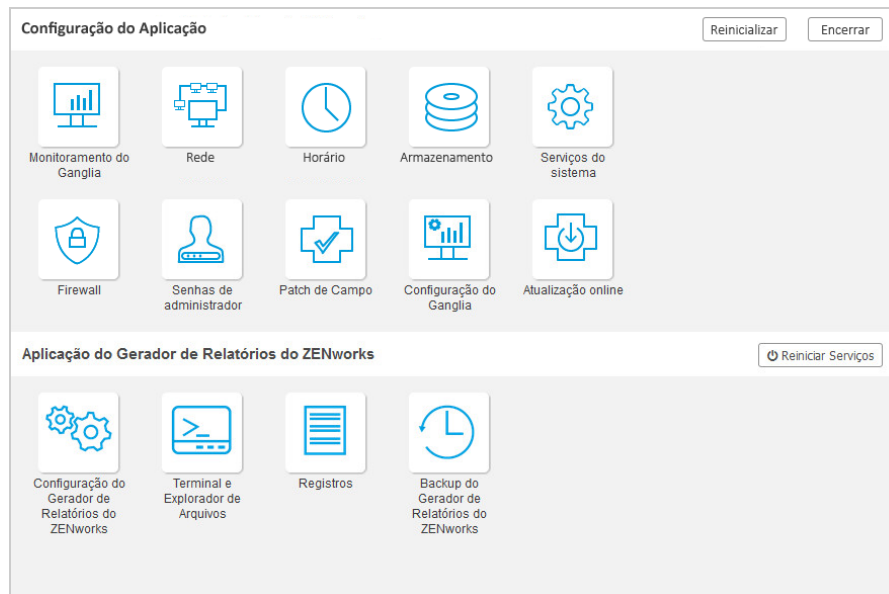 Configuração do Aplicação
Reinicializar
Encerrar
Monitoramento do
Ganglia
Rede
Horário
Armazenamento
Serviços do
sistema
Firewall
Senhas de
administrador
Patch de Campo
Configuração do
Ganglia
Atualização online
Aplicação do Gerador de Relatórios do ZENworks
Reiniciar Serviços
Configuração do
Gerador de
Relatórios do
ZENworks
Terminal e
Explorador de
Arquivos
Registros
Backup do
Gerador de
Relatórios do
ZENworks